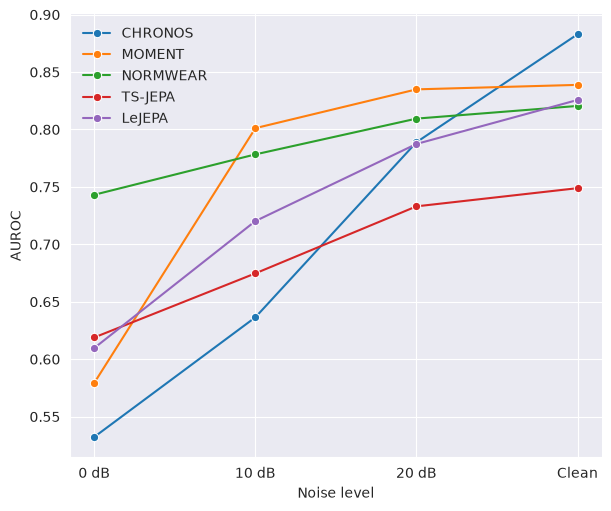 0.90
0.85
0.80
0.75
0.70
0.65
0.60
0.55
AUROC
CHRONOS
MOMENT
NORMWEAR
TS-JEPA
LeJEPA
0 dB
10 dB
20 dB
Clean
Noise level